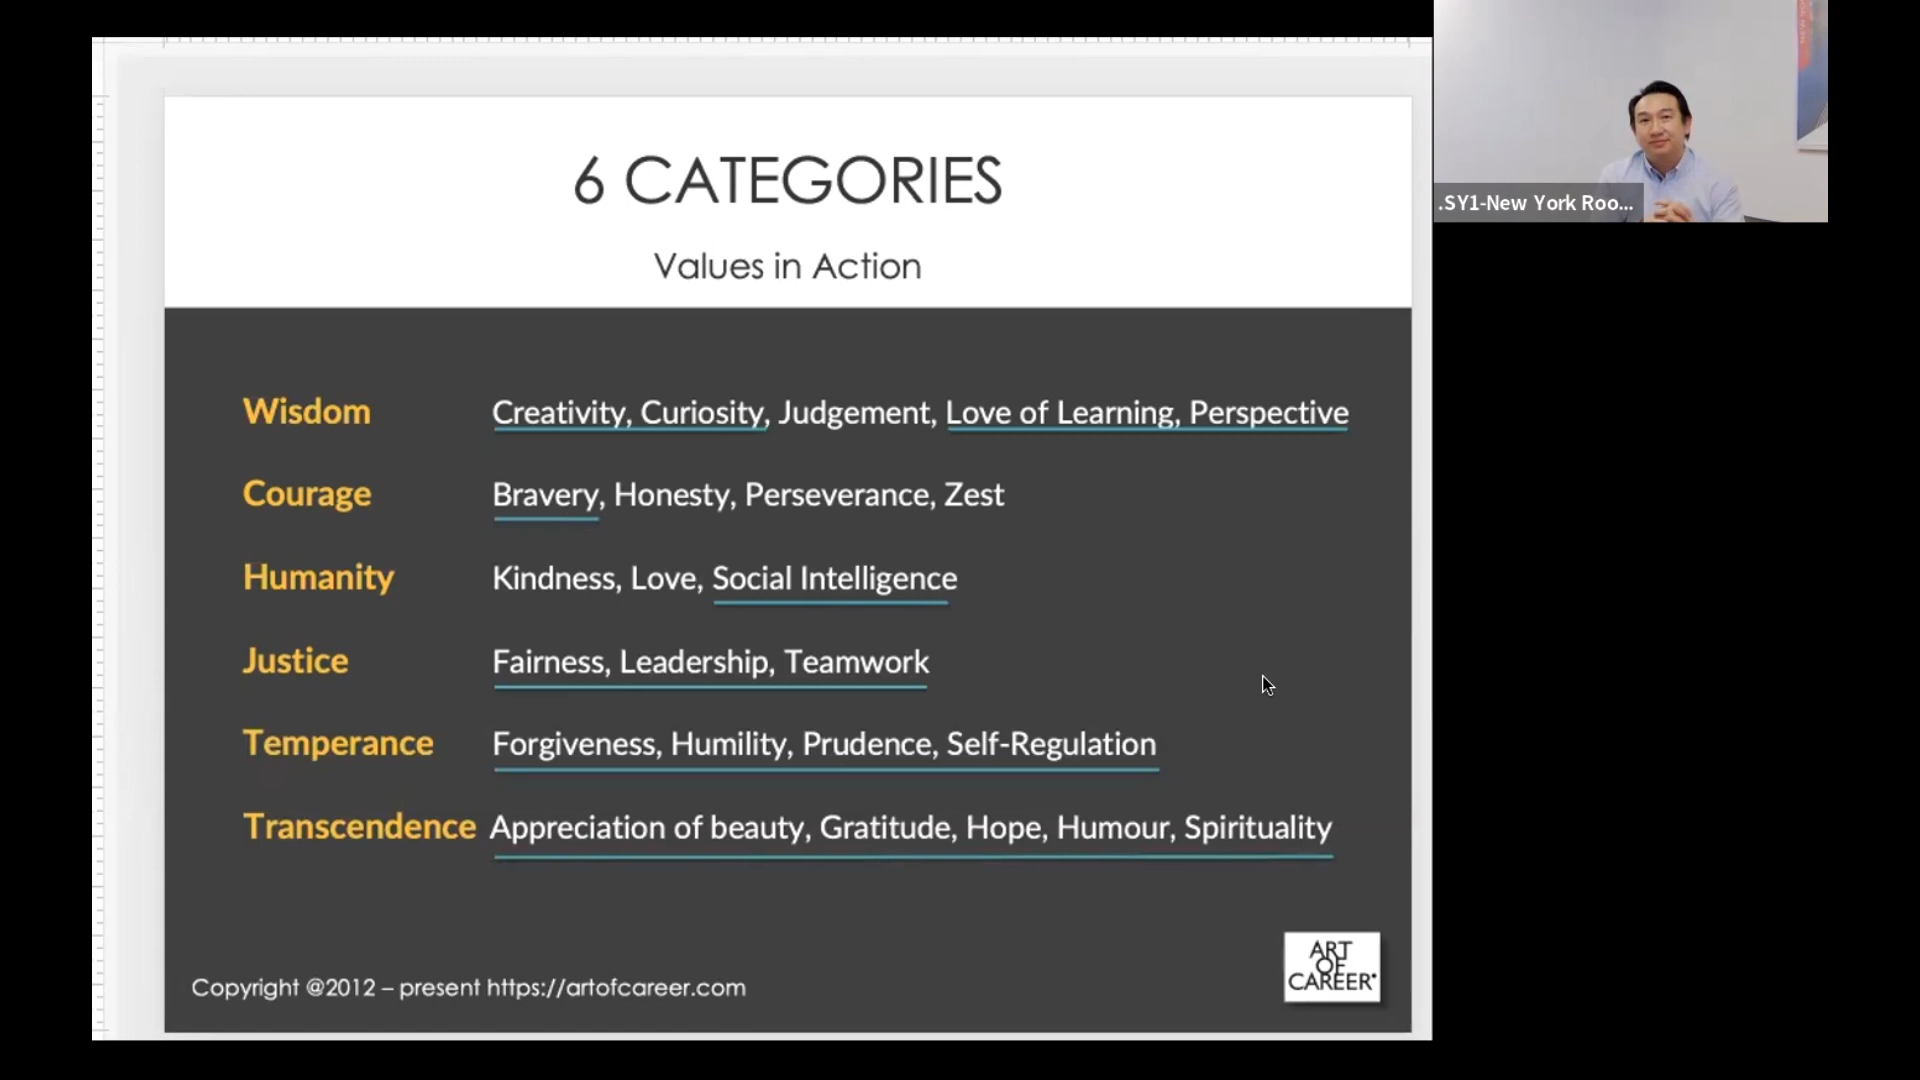 6 CATEGORIES
Values in Action
Wisdom Creativity, Curiosity, Judgement, Love of Learning, Perspective
Courage Bravery, Honesty, Perseverance, Zest
Humanity Kindness, Love, Social Intelligence
Justice Fairness, Leadership, Teamwork
Temperance Forgiveness, Humility, Prudence, Self-Regulation
Transcendence Appreciation of beauty, Gratitude, Hope, Humour, Spirituality
Copyright @2012 – present https://artofcareer.com
ART
OF
CAREER
.SY1-New York Roo...